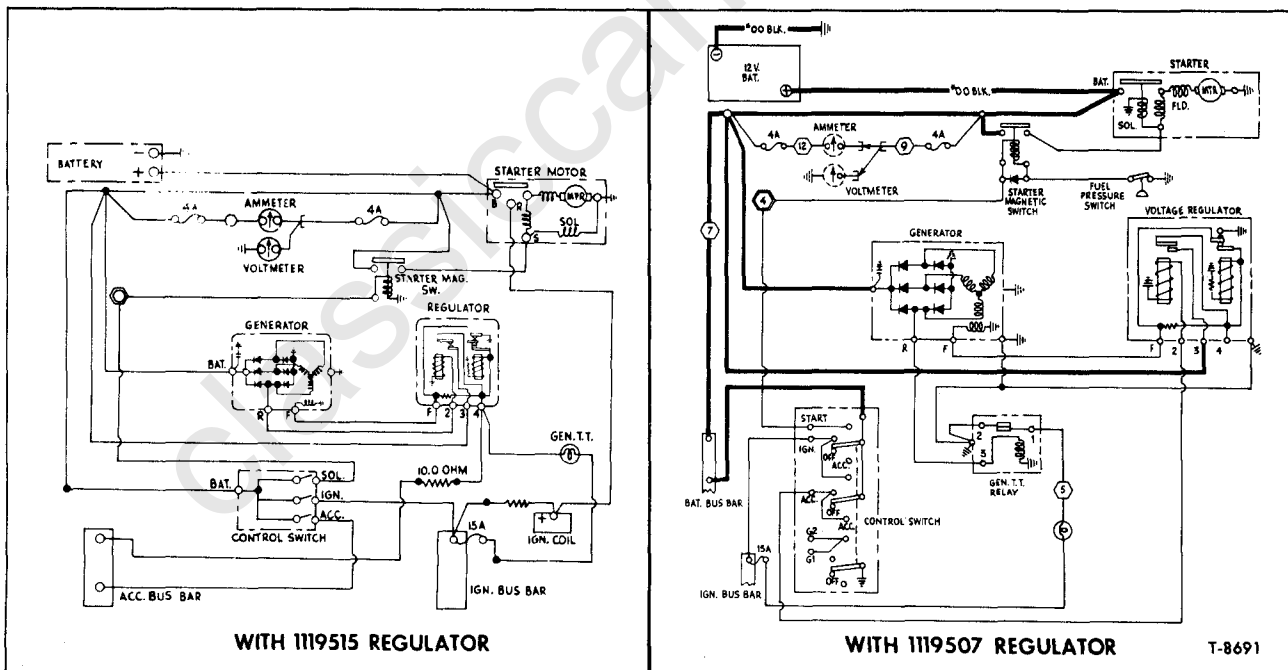 BATTERY
-
+
AMMETER
4A
4A
VOLTMETER
STARTER MOTOR
B
R
MTR
SOL
S
STARTER MAG.
SW.
GENERATOR
REGULATOR
BAT.
R
F
F
2
3
4
GEN.T.T.
10.0 OHM
BAT.
SOL.
IGN.
ACC.
CONTROL SWITCH
15A
+
IGN. COIL
ACC. BUS BAR
IGN. BUS BAR
WITH 1119515 REGULATOR
"OO BLK.
12V.
BAT.
"OO BLK.
STARTER
BAT.
MTR
FLD.
SOL.
4A
12
AMMETER
9
4A
VOLTMETER
STARTER
MAGNETIC
SWITCH
FUEL
PRESSURE
SWITCH
4
7
GENERATOR
VOLTAGE REGULATOR
R
F
F
2
3
4
START
IGN.
OFF
ACC.
ACC.
OFF
ACC.
G2
G1
OFF
CONTROL SWITCH
2
1
3
GEN. T.T.
RELAY
5
BAT. BUS BAR
15A
IGN. BUS BAR
WITH 1119507 REGULATOR
T-8691